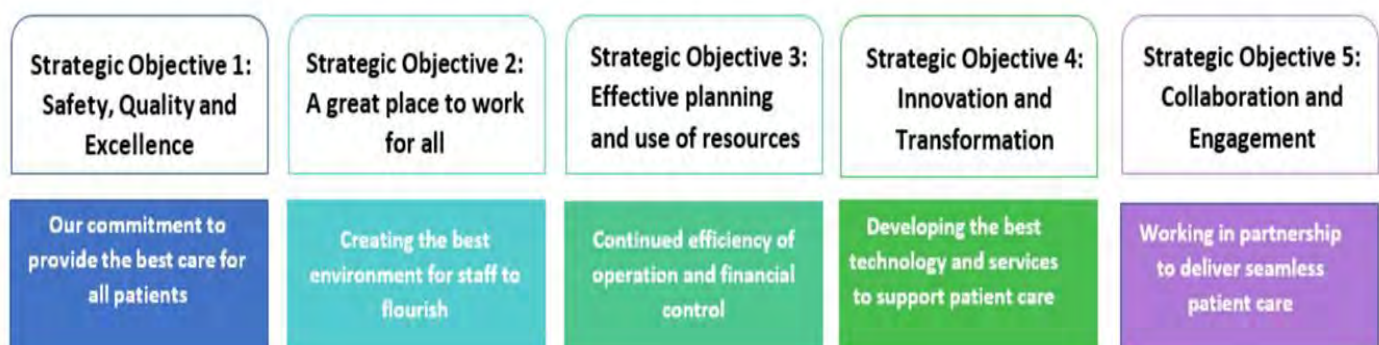 Strategic Objective 1:
Safety, Quality and
Excellence
Our commitment to
provide the best care for
all patients
Strategic Objective 2:
A great place to work
for all
Creating the best
environment for staff to
flourish
Strategic Objective 3:
Effective planning
and use of resources
Continued efficiency of
operation and financial
control
Strategic Objective 4:
Innovation and
Transformation
Developing the best
technology and services
to support patient care
Strategic Objective 5:
Collaboration and
Engagement
Working in partnership
to deliver seamless
patient care